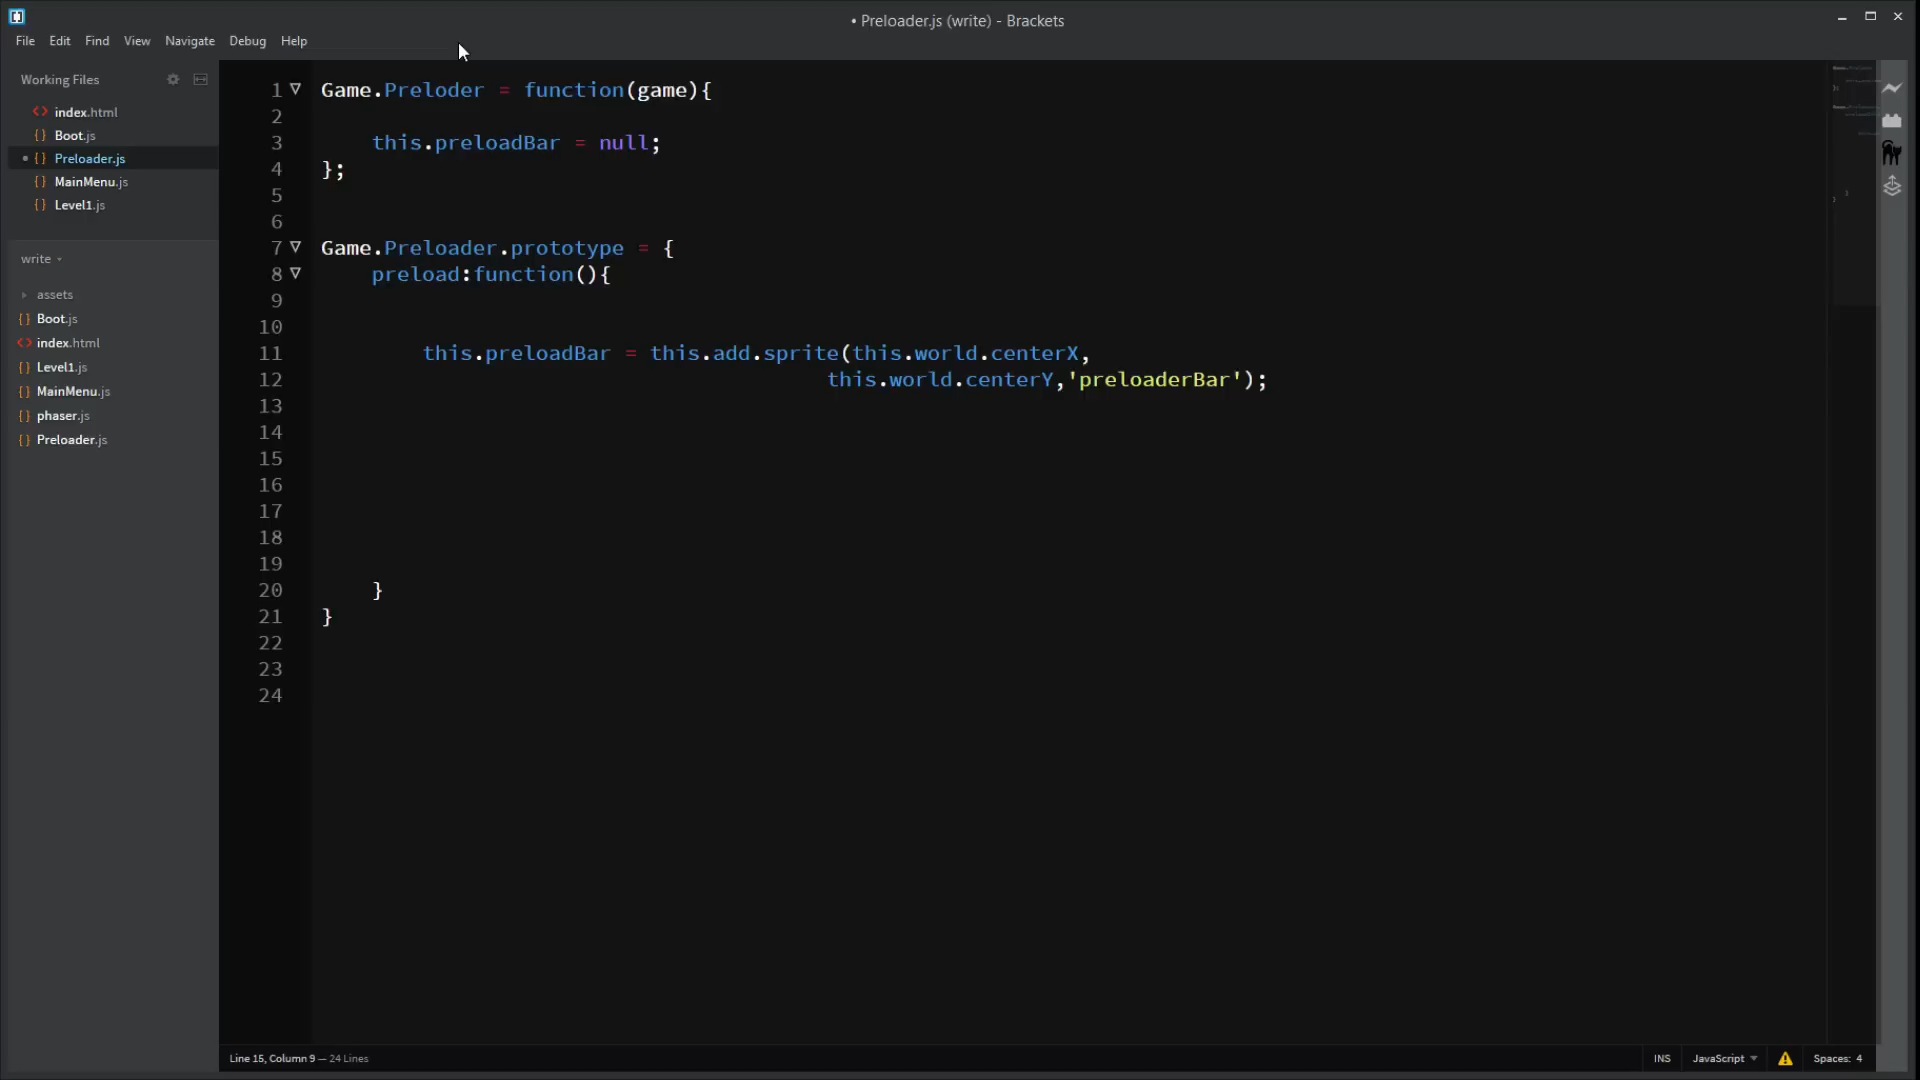 • Preloader.js (write) - Brackets
File Edit Find View Navigate Debug Help
Working Files
index.html
Boot.js
Preloader.js
MainMenu.js
Level1.js
write
assets
Boot.js
index.html
Level1.js
MainMenu.js
phaser.js
Preloader.js
1 Game.Preloder = function(game){
2
3 this.preloadBar = null;
4 };
5
6
7 Game.Preloader.prototype = {
8 preload:function(){
9
10
11 this.preloadBar = this.add.sprite(this.world.centerX,
12 this.world.centerY,'preloaderBar');
13
14
15
16
17
18
19
20 }
21 }
22
23
24
Line 15, Column 9 — 24 Lines
INS JavaScript Spaces: 4